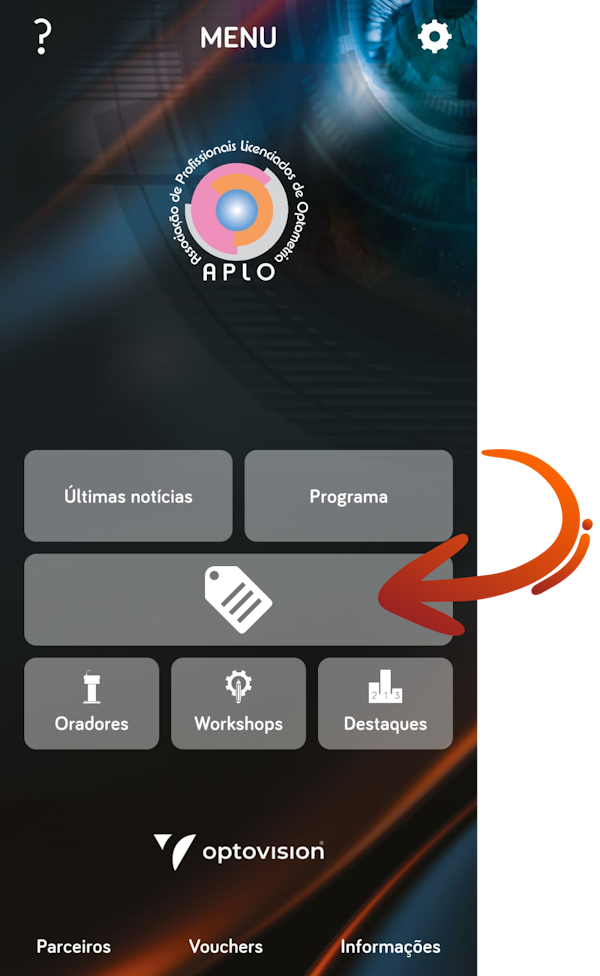 ?
MENU
Associação de Profissionais Licenciados de Optometria
APLO
Últimas notícias
Programa
Oradores
Workshops
2 1 3
Destaques
optovision®
Parceiros
Vouchers
Informações